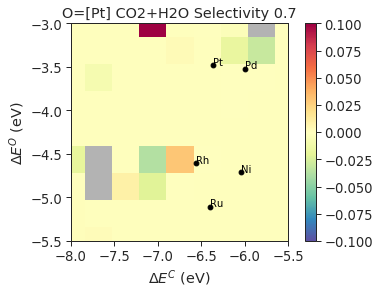 O=[Pt] CO2+H2O Selectivity 0.7
ΔE^O (eV)
−3.0
−3.5
−4.0
−4.5
−5.0
−5.5
Pt
Pd
Rh
Ni
Ru
−8.0 −7.5 −7.0 −6.5 −6.0 −5.5
ΔE^C (eV)
0.100
0.075
0.050
0.025
0.000
−0.025
−0.050
−0.075
−0.100